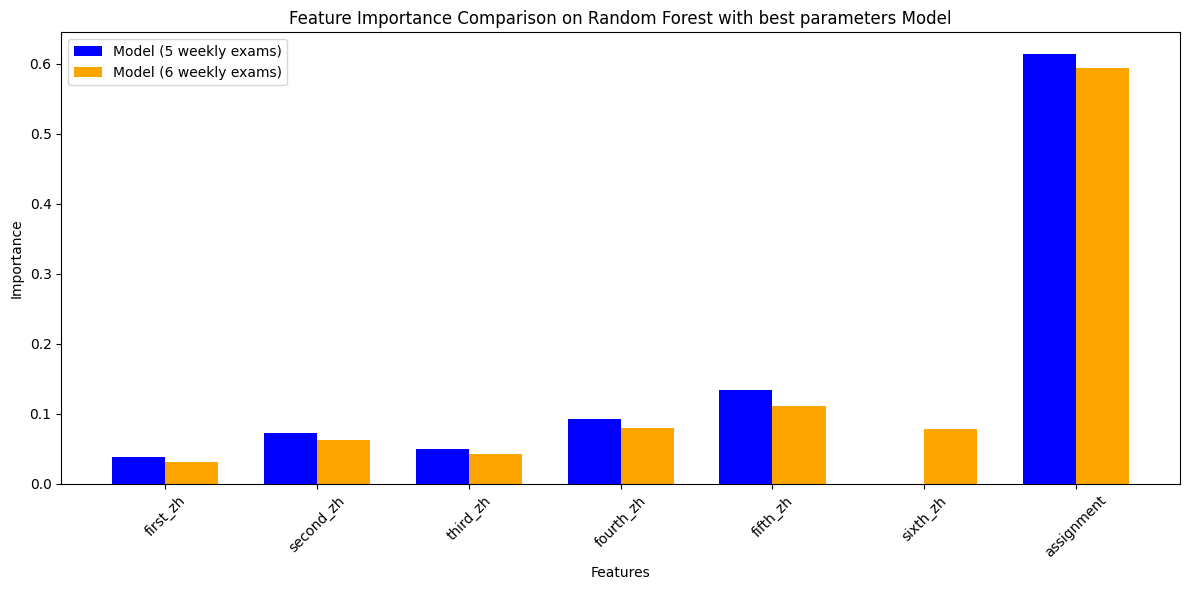 Feature Importance Comparison on Random Forest with best parameters Model
Model (5 weekly exams)
Model (6 weekly exams)
Importance
0.6
0.5
0.4
0.3
0.2
0.1
0.0
first_zh
second_zh
third_zh
fourth_zh
fifth_zh
sixth_zh
assignment
Features